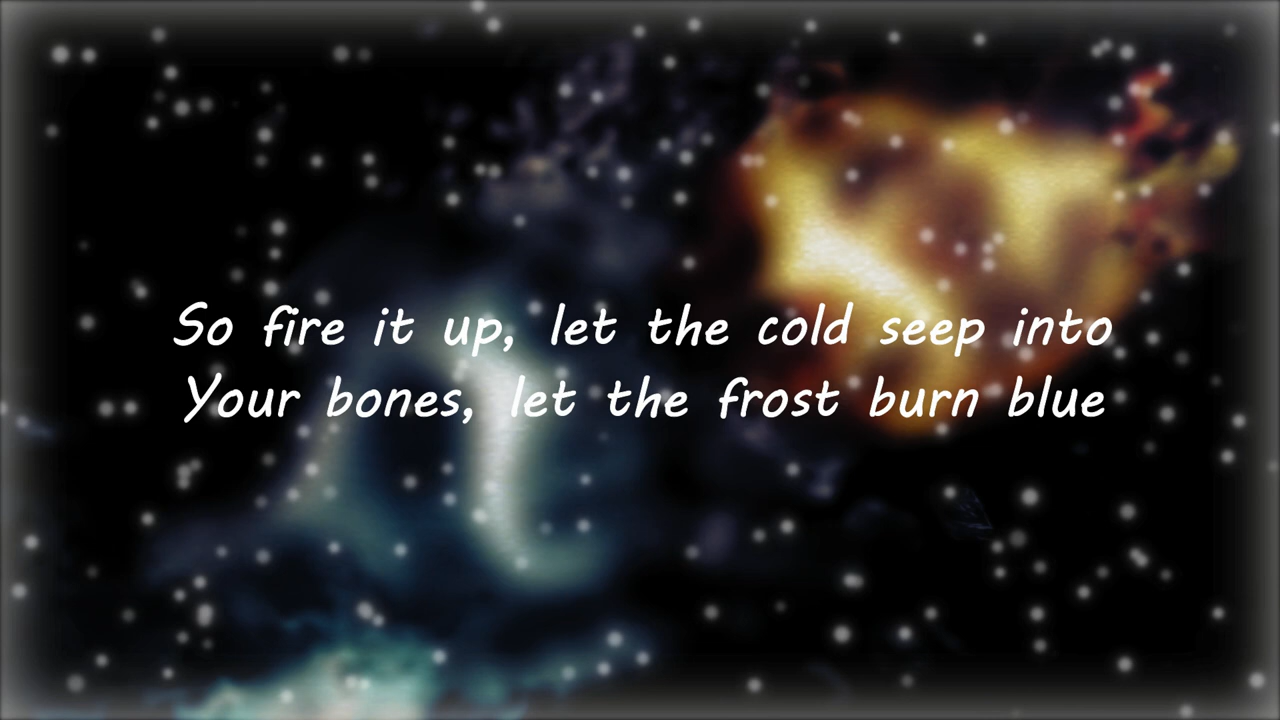 So fire it up, let the cold seep into
Your bones, let the frost burn blue